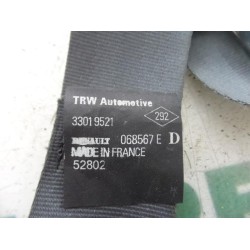 TRW Automotive
33019521 292
RENAULT 068567 E D
MADE IN FRANCE
52802